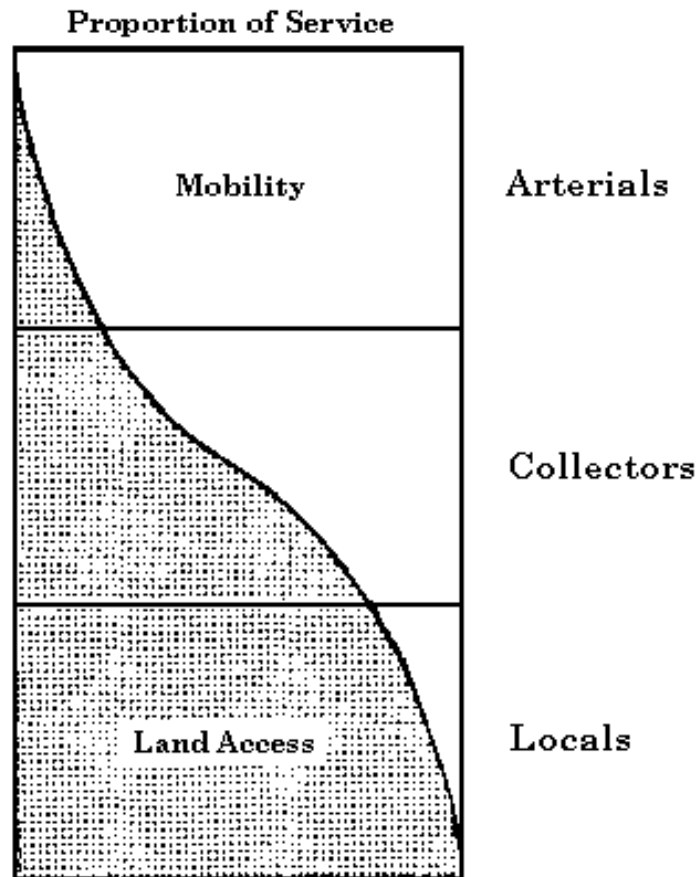 Proportion of Service
Mobility
Arterials
Collectors
Land Access
Locals